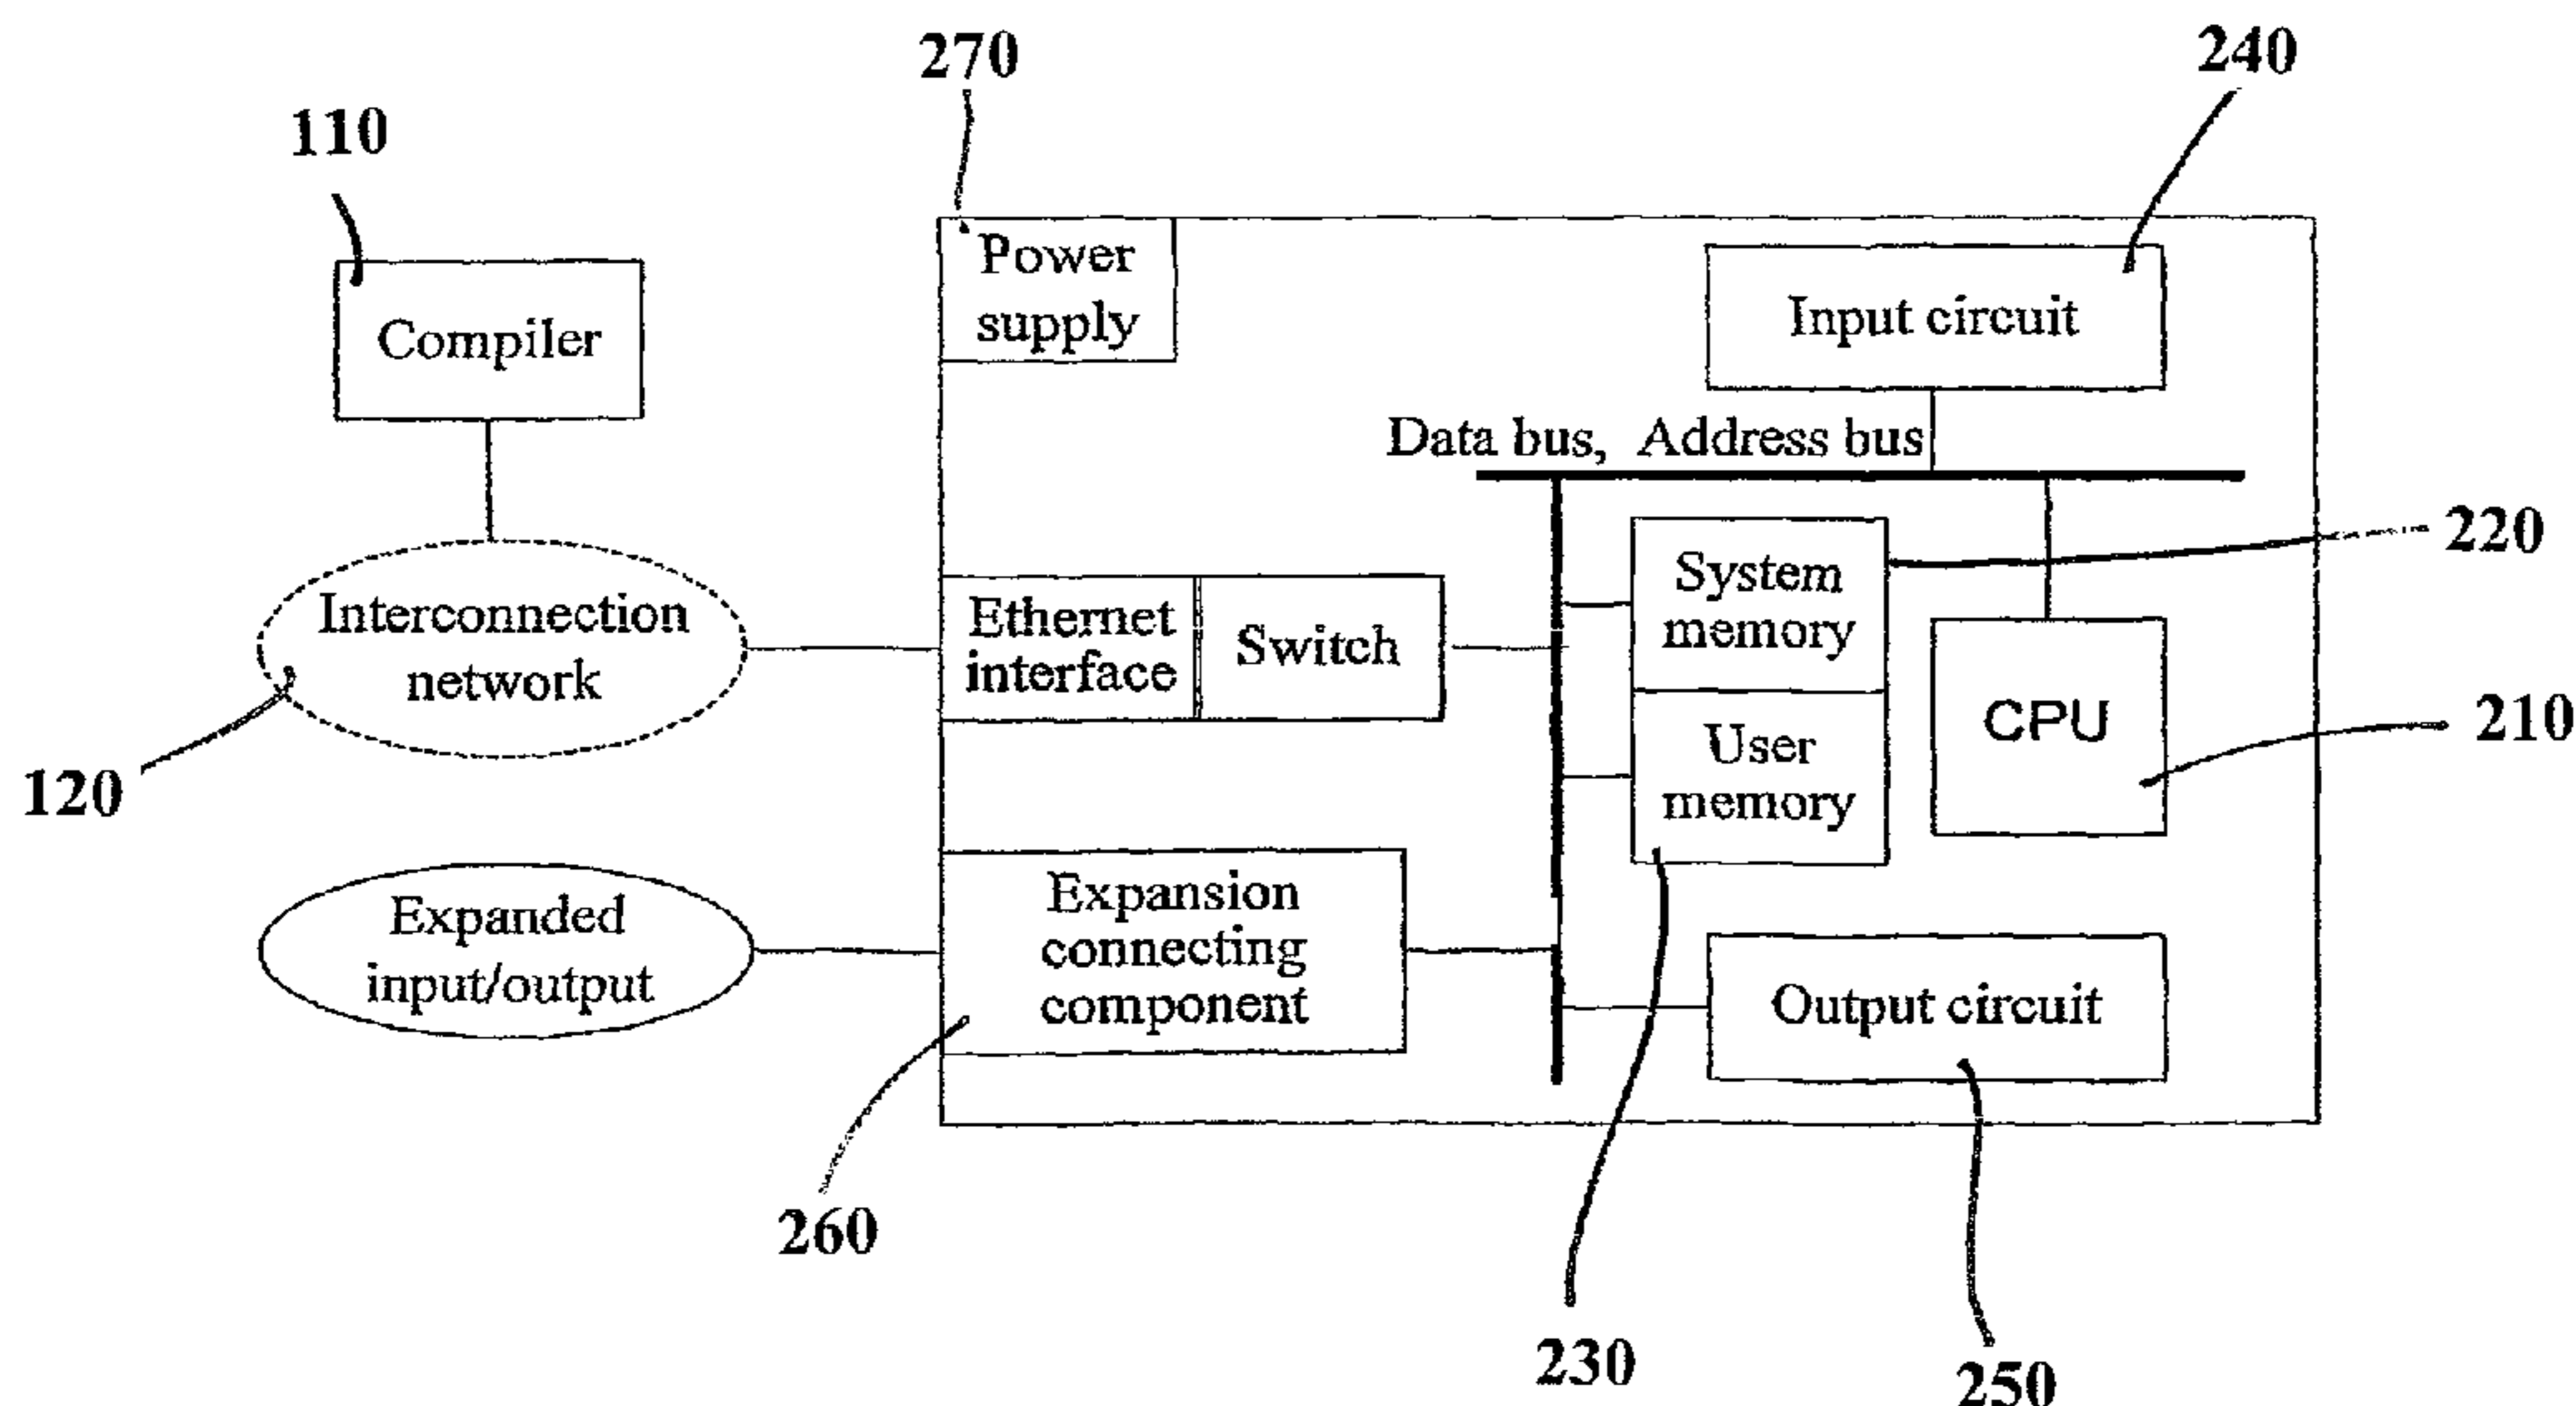 270
240
110
Power
supply
Input circuit
Compiler
Data bus, Address bus
220
System
memory
Interconnection
network
Ethernet
interface
Switch
CPU
210
User
memory
120
Expanded
input/output
Expansion
connecting
component
Output circuit
260
230
250